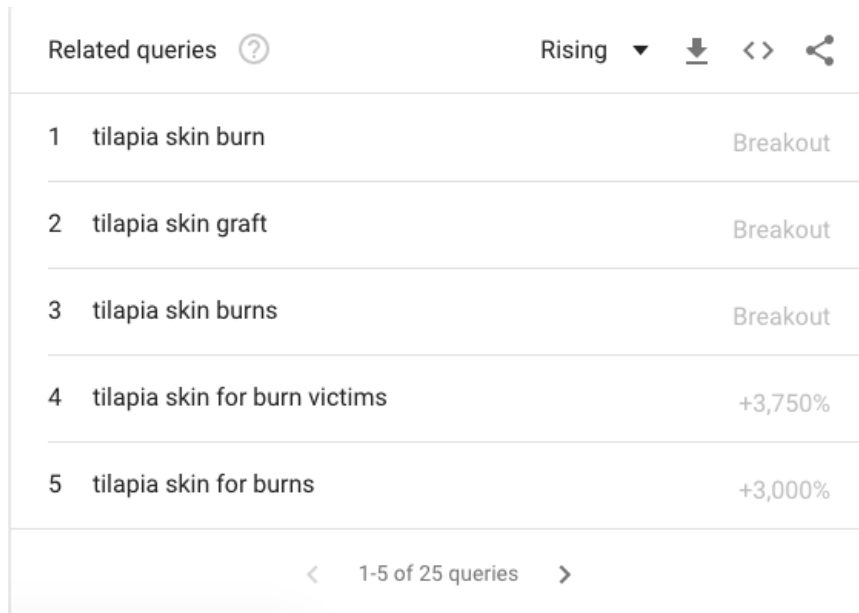 Related queries ? Rising
1 tilapia skin burn Breakout
2 tilapia skin graft Breakout
3 tilapia skin burns Breakout
4 tilapia skin for burn victims +3,750%
5 tilapia skin for burns +3,000%
1-5 of 25 queries